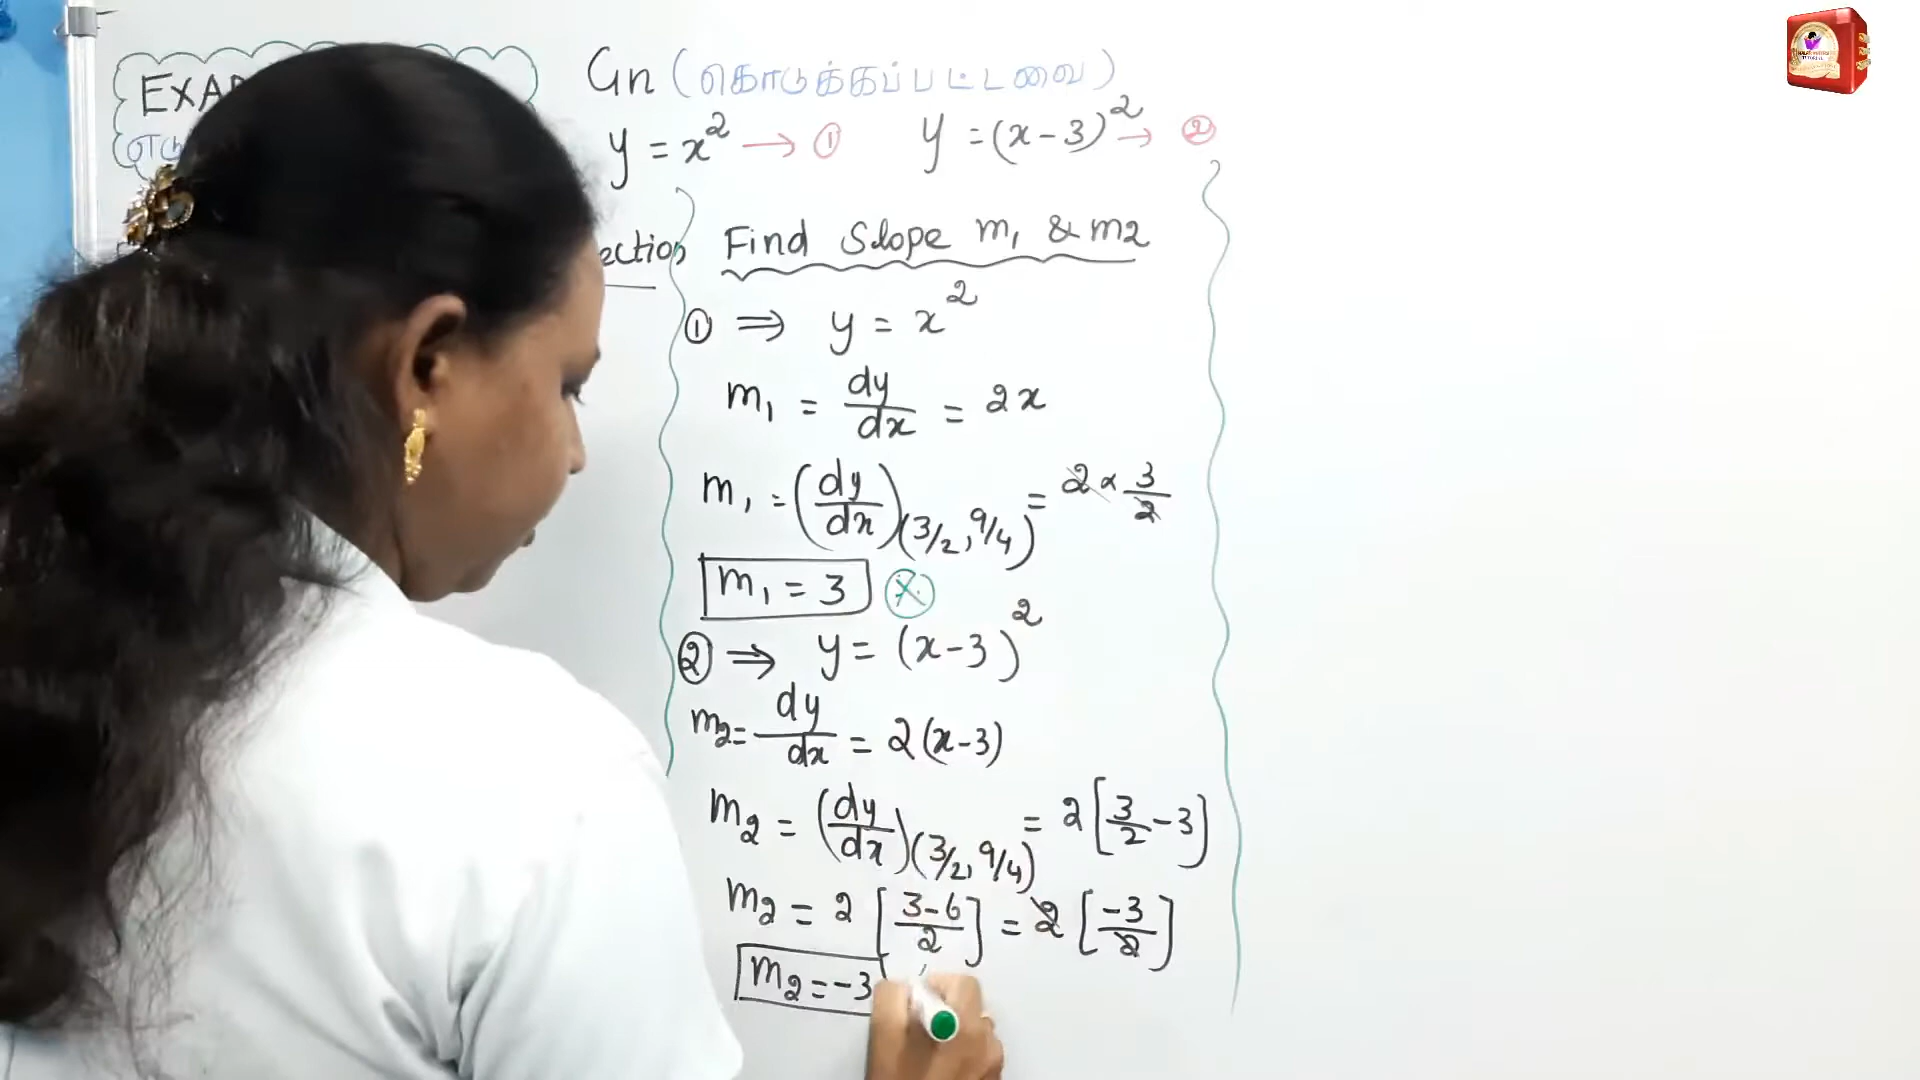 Gn (கொடுக்கப்பட்டவை)
y = x² → ① y = (x-3)² → ②
Find Slope m₁ & m2
① ⇒ y = x²
m₁ = dy/dx = 2x
m₁ = (dy/dx)(3/2, 9/4) = 2 × 3/2
m₁ = 3
② ⇒ y = (x-3)²
m₂ = dy/dx = 2(x-3)
m₂ = (dy/dx)(3/2, 9/4) = 2[3/2 - 3]
m₂ = 2[3-6/2] = 2[-3/2]
m₂ = -3